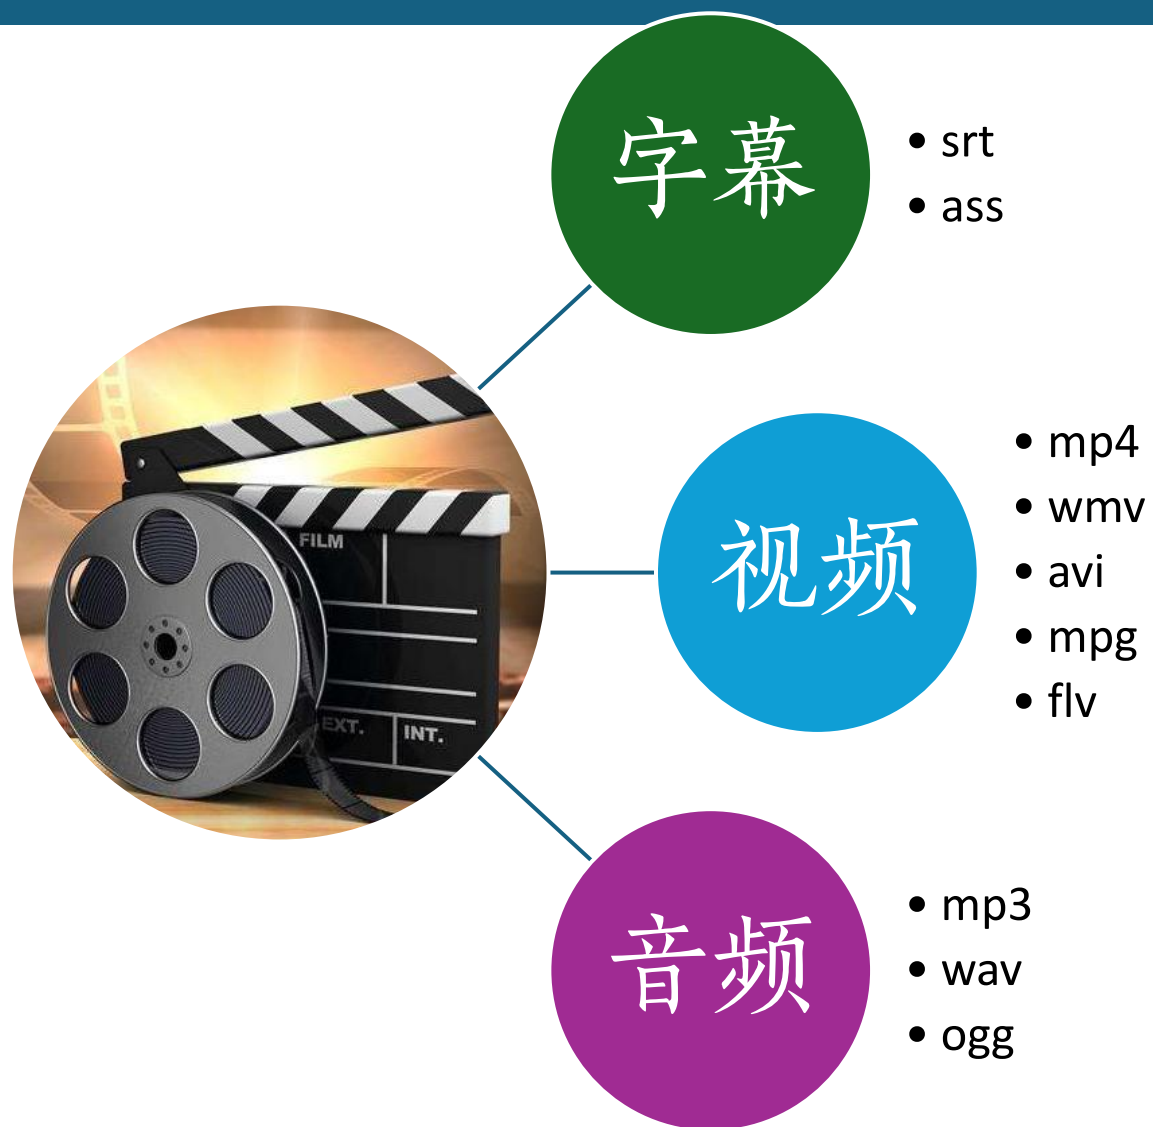 字幕
• srt
• ass
FILM
EXT.
INT.
视频
• mp4
• wmv
• avi
• mpg
• flv
音频
• mp3
• wav
• ogg